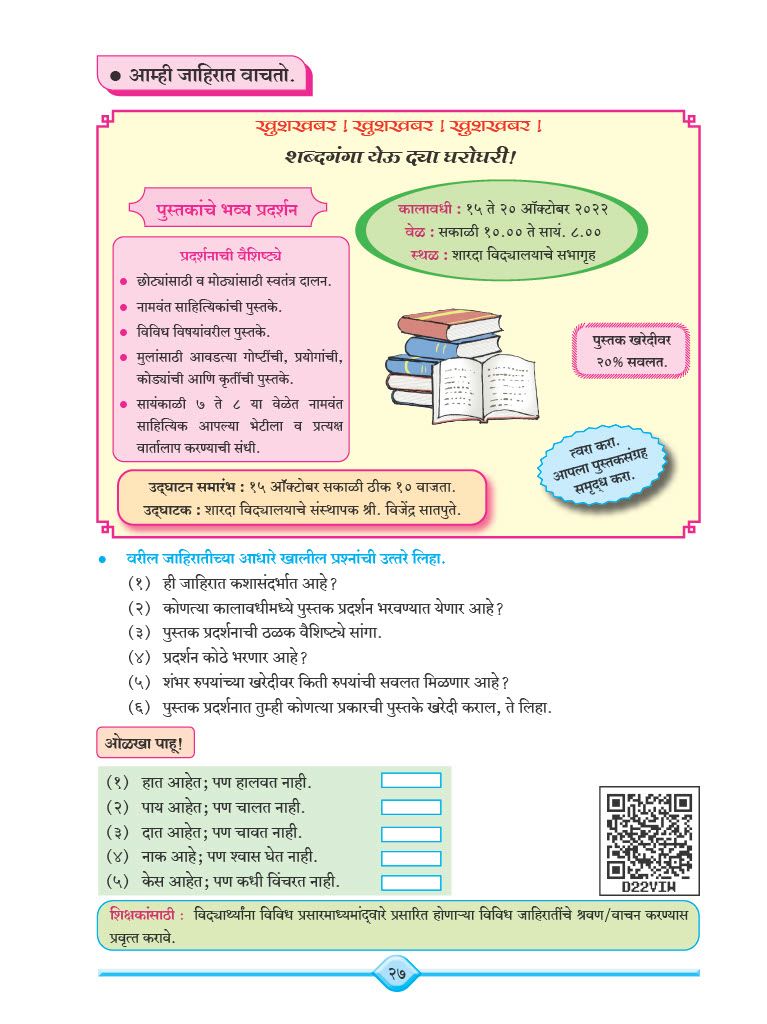 ● आम्ही जाहिरात वाचतो.
खुशखबर ! खुशखबर ! खुशखबर !
शब्दगंगा येऊ द्या घरोघरी!
पुस्तकांचे भव्य प्रदर्शन
कालावधी : १५ ते २० ऑक्टोबर २०२२
वेळ : सकाळी १०.०० ते सायं. ८.००
स्थळ : शारदा विद्यालयाचे सभागृह
प्रदर्शनाची वैशिष्ट्ये
● छोट्यांसाठी व मोठ्यांसाठी स्वतंत्र दालन.
● नामवंत साहित्यिकांची पुस्तके.
● विविध विषयांवरील पुस्तके.
● मुलांसाठी आवडत्या गोष्टींची, प्रयोगांची,
कोड्यांची आणि कृतींची पुस्तके.
● सायंकाळी ७ ते ८ या वेळेत नामवंत
साहित्यिक आपल्या भेटीला व प्रत्यक्ष
वार्तालाप करण्याची संधी.
पुस्तक खरेदीवर
२०% सवलत.
त्वरा करा.
आपला पुस्तकसंग्रह
समृद्ध करा.
उद्घाटन समारंभ : १५ ऑक्टोबर सकाळी ठीक १० वाजता.
उद्घाटक : शारदा विद्यालयाचे संस्थापक श्री. विजेंद्र सातपुते.
● वरील जाहिरातीच्या आधारे खालील प्रश्नांची उत्तरे लिहा.
(१) ही जाहिरात कशासंदर्भात आहे?
(२) कोणत्या कालावधीमध्ये पुस्तक प्रदर्शन भरवण्यात येणार आहे?
(३) पुस्तक प्रदर्शनाची ठळक वैशिष्ट्ये सांगा.
(४) प्रदर्शन कोठे भरणार आहे?
(५) शंभर रुपयांच्या खरेदीवर किती रुपयांची सवलत मिळणार आहे?
(६) पुस्तक प्रदर्शनात तुम्ही कोणत्या प्रकारची पुस्तके खरेदी कराल, ते लिहा.
ओळखा पाहू!
(१) हात आहेत; पण हालवत नाही.
(२) पाय आहेत; पण चालत नाही.
(३) दात आहेत; पण चावत नाही.
(४) नाक आहे; पण श्वास घेत नाही.
(५) केस आहेत; पण कधी विंचरत नाही.
D22VIW
शिक्षकांसाठी : विद्यार्थ्यांना विविध प्रसारमाध्यमांद्वारे प्रसारित होणाऱ्या विविध जाहिरातींचे श्रवण/वाचन करण्यास
प्रवृत्त करावे.
२७